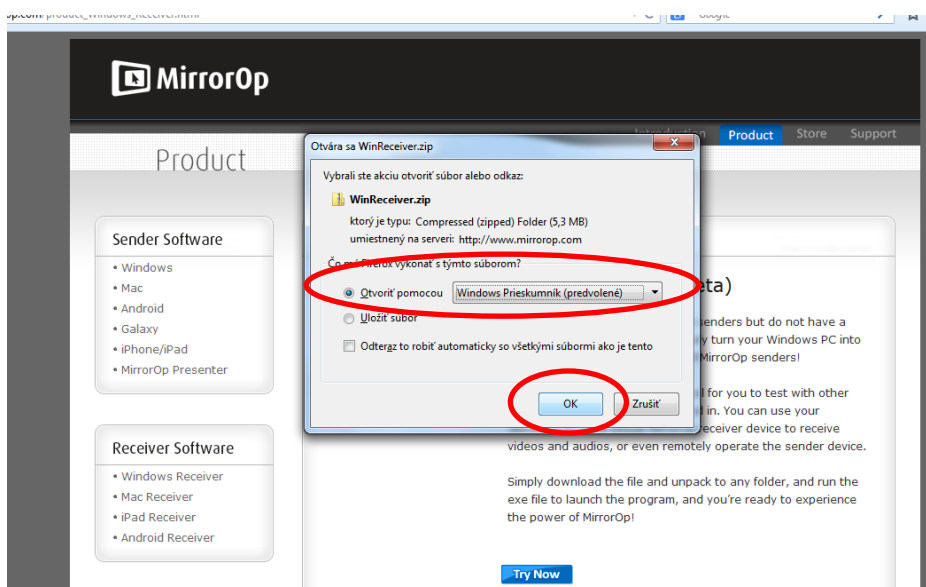 op.com/product_Windows_Receiver.html
Google
MirrorOp
Introduction Product Store Support
Product
Otvára sa WinReceiver.zip
Vybrali ste akciu otvoriť súbor alebo odkaz:
WinReceiver.zip
ktorý je typu: Compressed (zipped) Folder (5,3 MB)
umiestnený na serveri: http://www.mirrorop.com
Čo má Firefox vykonať s týmto súborom?
Otvoriť pomocou Windows Prieskumník (predvolené)
Uložiť súbor
Odteraz to robiť automaticky so všetkými súbormi ako je tento
OK Zrušiť
Sender Software
• Windows
• Mac
• Android
• Galaxy
• iPhone/iPad
• MirrorOp Presenter
Receiver Software
• Windows Receiver
• Mac Receiver
• iPad Receiver
• Android Receiver
eta)
senders but do not have a
y turn your Windows PC into
MirrorOp senders!
l for you to test with other
in. You can use your
receiver device to receive
videos and audios, or even remotely operate the sender device.
Simply download the file and unpack to any folder, and run the
exe file to launch the program, and you're ready to experience
the power of MirrorOp!
Try Now